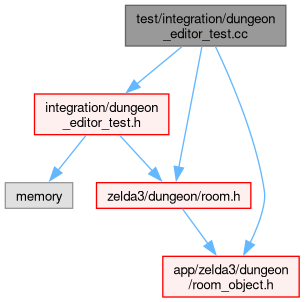 test/integration/dungeon
_editor_test.cc
integration/dungeon
_editor_test.h
memory
zelda3/dungeon/room.h
app/zelda3/dungeon
/room_object.h